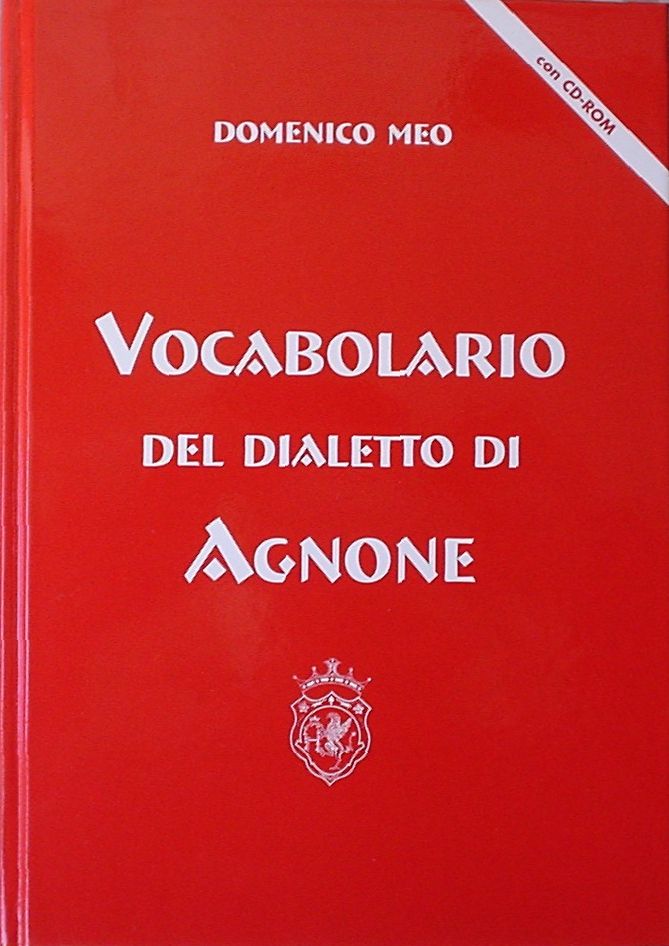 con CD-ROM
DOMENICO MEO
VOCABOLARIO
DEL DIALETTO DI
AGNONE